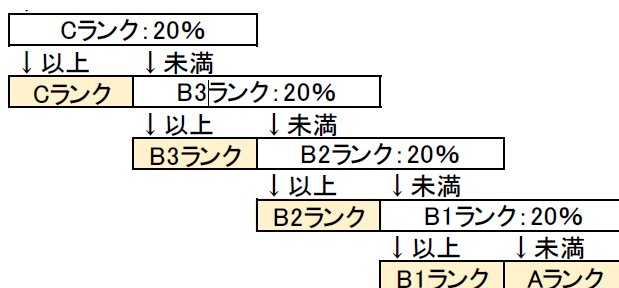 Cランク:20%
↓以上 ↓未満
Cランク B3ランク:20%
↓以上 ↓未満
B3ランク B2ランク:20%
↓以上 ↓未満
B2ランク B1ランク:20%
↓以上 ↓未満
B1ランク Aランク